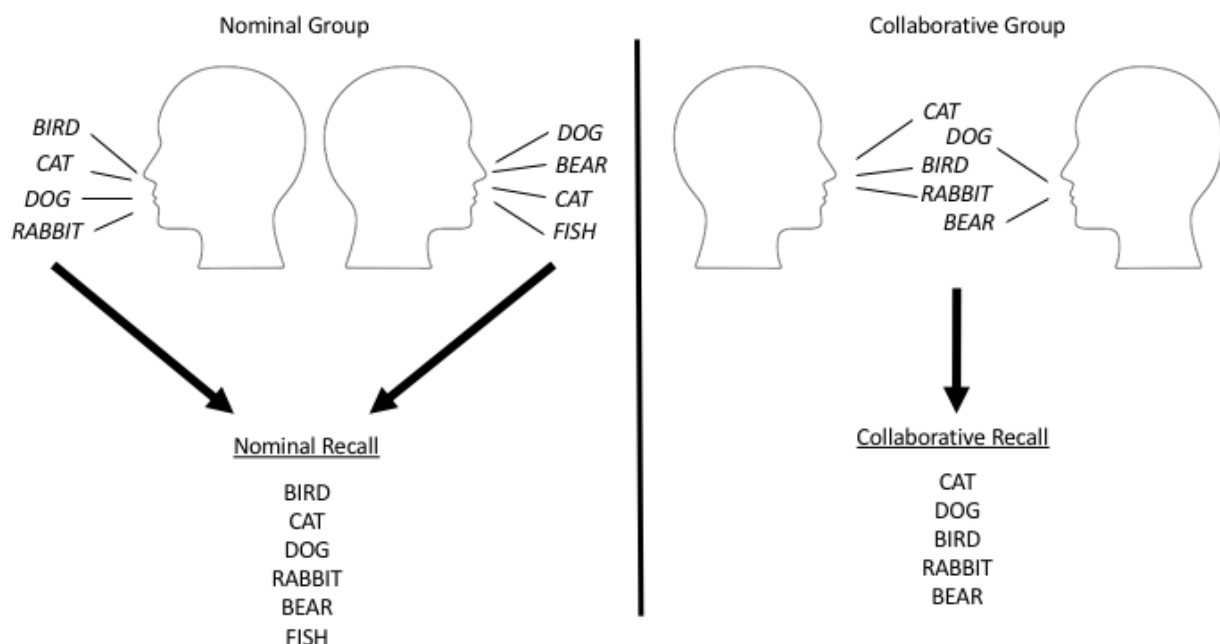 Nominal Group
BIRD
CAT
DOG
RABBIT
DOG
BEAR
CAT
FISH
Nominal Recall
BIRD
CAT
DOG
RABBIT
BEAR
FISH
Collaborative Group
CAT
DOG
BIRD
RABBIT
BEAR
Collaborative Recall
CAT
DOG
BIRD
RABBIT
BEAR